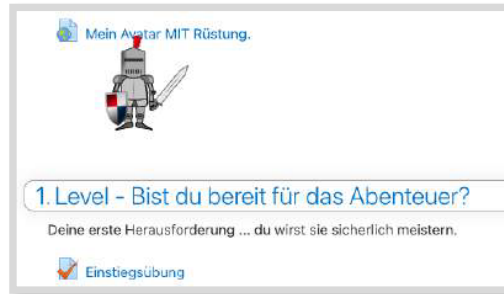 Mein Avatar MIT Rüstung.
1. Level - Bist du bereit für das Abenteuer?
Deine erste Herausforderung ... du wirst sie sicherlich meistern.
Einstiegsübung